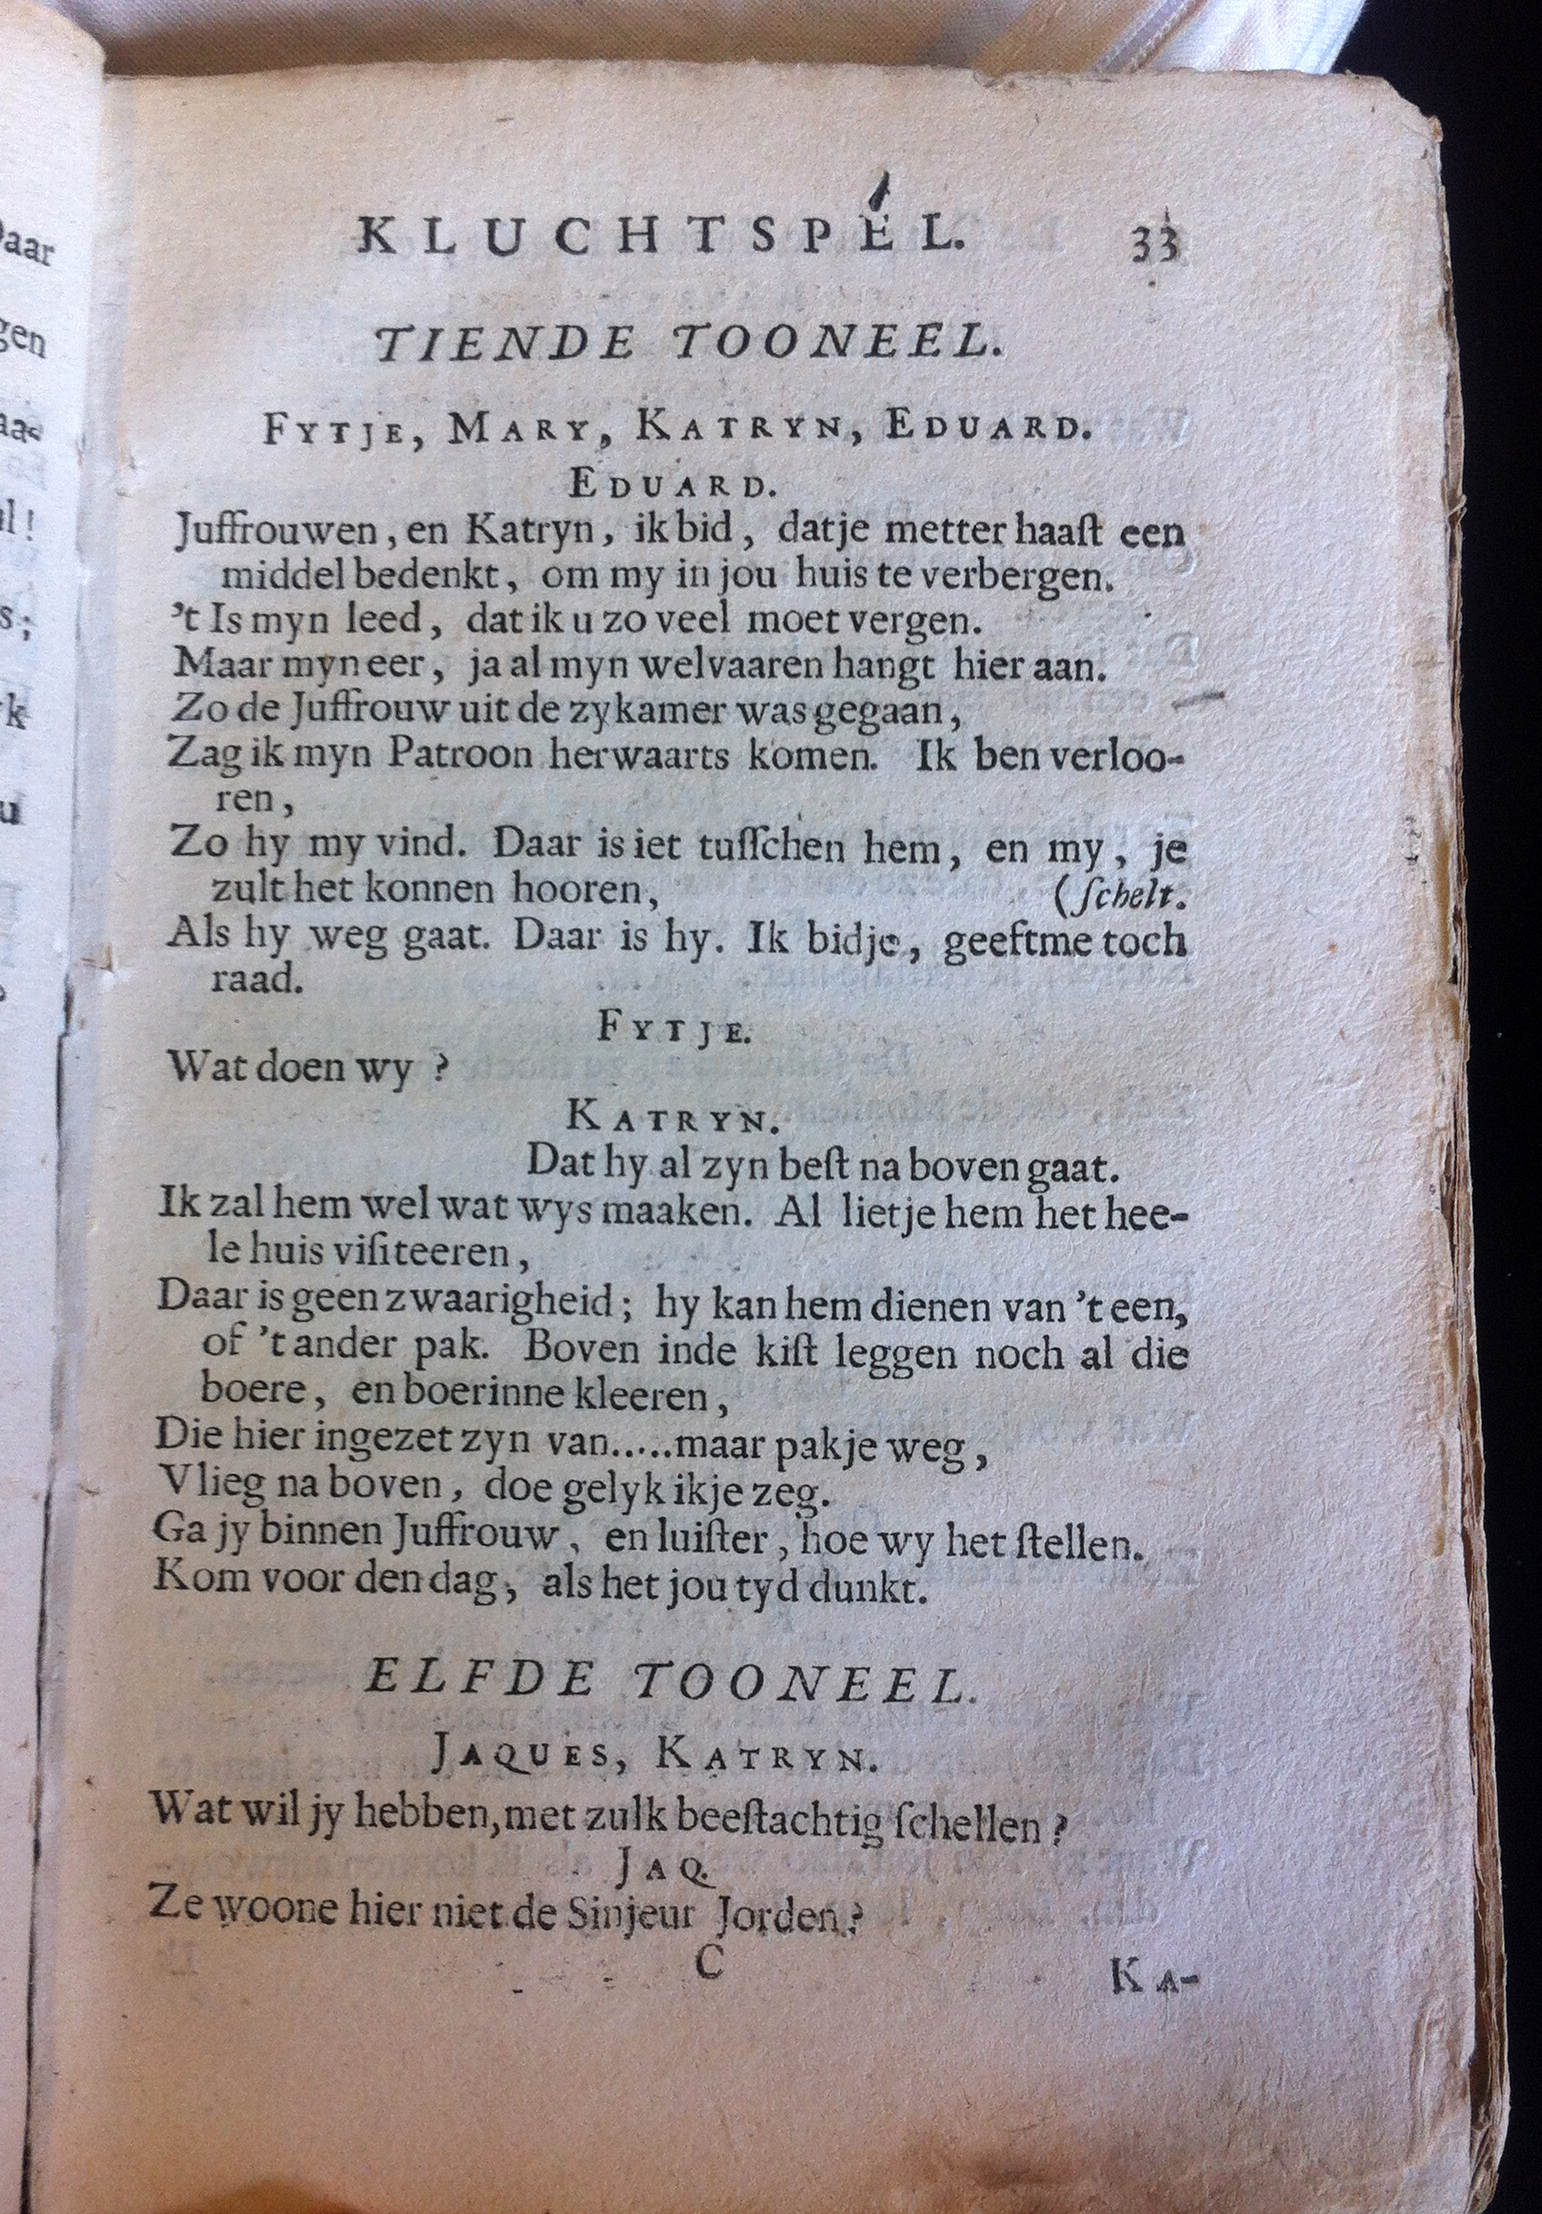 KLUCHTSPEL. 33
TIENDE TOONEEL.
FYTJE, MARY, KATRYN, EDUARD.
EDUARD.
Juffrouwen, en Katryn, ik bid, datje metter haaſt een
middel bedenkt, om my in jou huis te verbergen.
't Is myn leed, dat ik u zo veel moet vergen.
Maar myn eer, ja al myn welvaaren hangt hier aan.
Zo de Juffrouw uit de zykamer was gegaan,
Zag ik myn Patroon herwaarts komen. Ik ben verloo-
ren,
Zo hy my vind. Daar is iet tuſſchen hem, en my, je
zult het konnen hooren, (ſchelt.
Als hy weg gaat. Daar is hy. Ik bidje, geeftme toch
raad.
FYTJE.
Wat doen wy ?
KATRYN.
Dat hy al zyn beſt na boven gaat.
Ik zal hem wel wat wys maaken. Al lietje hem het hee-
le huis viſiteeren,
Daar is geen zwaarigheid; hy kan hem dienen van 't een,
of 't ander pak. Boven inde kiſt leggen noch al die
boere, en boerinne kleeren,
Die hier ingezet zyn van.....maar pakje weg,
Vlieg na boven, doe gelyk ikje zeg.
Ga jy binnen Juffrouw, en luiſter, hoe wy het ſtellen.
Kom voor den dag, als het jou tyd dunkt.
ELFDE TOONEEL.
JAQUES, KATRYN.
Wat wil jy hebben, met zulk beeſtachtig ſchellen ?
JAQ.
Ze woone hier niet de Sinjeur Jorden?
C KA-
Daar
gen
s;
u